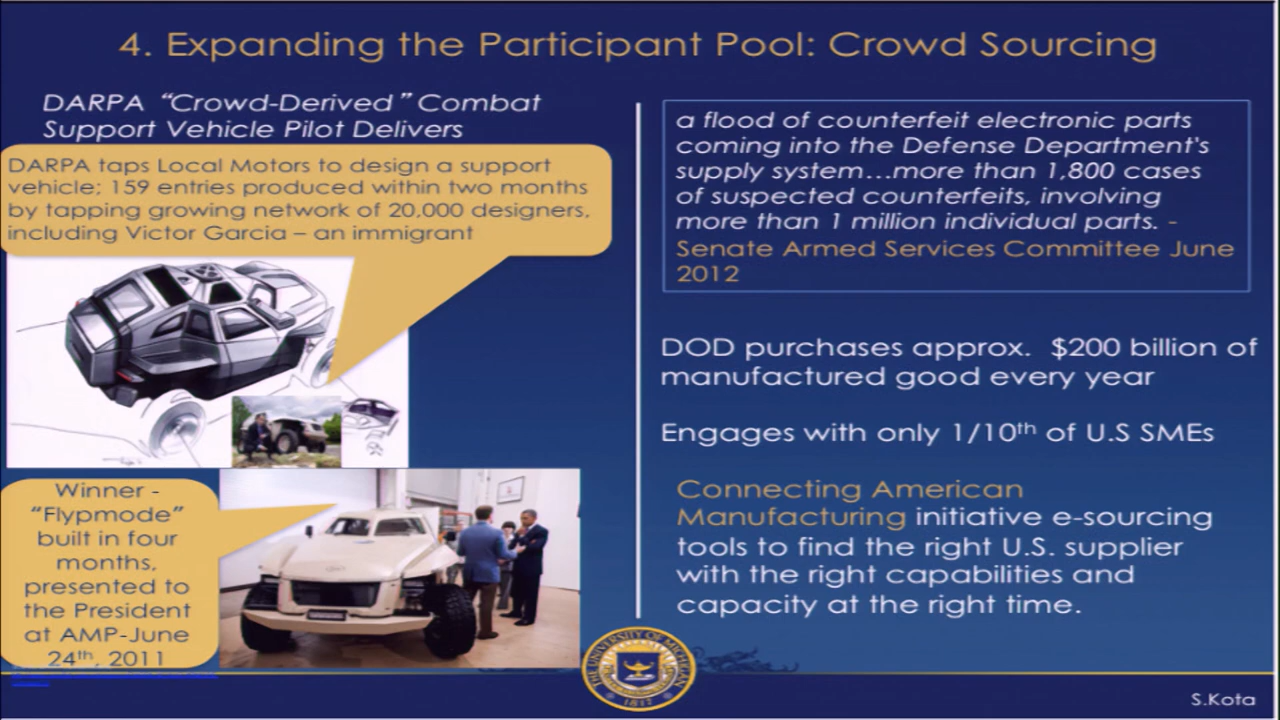 4. Expanding the Participant Pool: Crowd Sourcing
DARPA “Crowd-Derived” Combat
Support Vehicle Pilot Delivers
DARPA taps Local Motors to design a support
vehicle; 159 entries produced within two months
by tapping growing network of 20,000 designers,
including Victor Garcia – an immigrant
Winner -
“Flypmode”
built in four
months,
presented to
the President
at AMP-June
24th, 2011
a flood of counterfeit electronic parts
coming into the Defense Department's
supply system…more than 1,800 cases
of suspected counterfeits, involving
more than 1 million individual parts. -
Senate Armed Services Committee June
2012
DOD purchases approx. $200 billion of
manufactured good every year
Engages with only 1/10th of U.S SMEs
Connecting American
Manufacturing initiative e-sourcing
tools to find the right U.S. supplier
with the right capabilities and
capacity at the right time.
THE UNIVERSITY OF MICHIGAN
1817
S.Kota